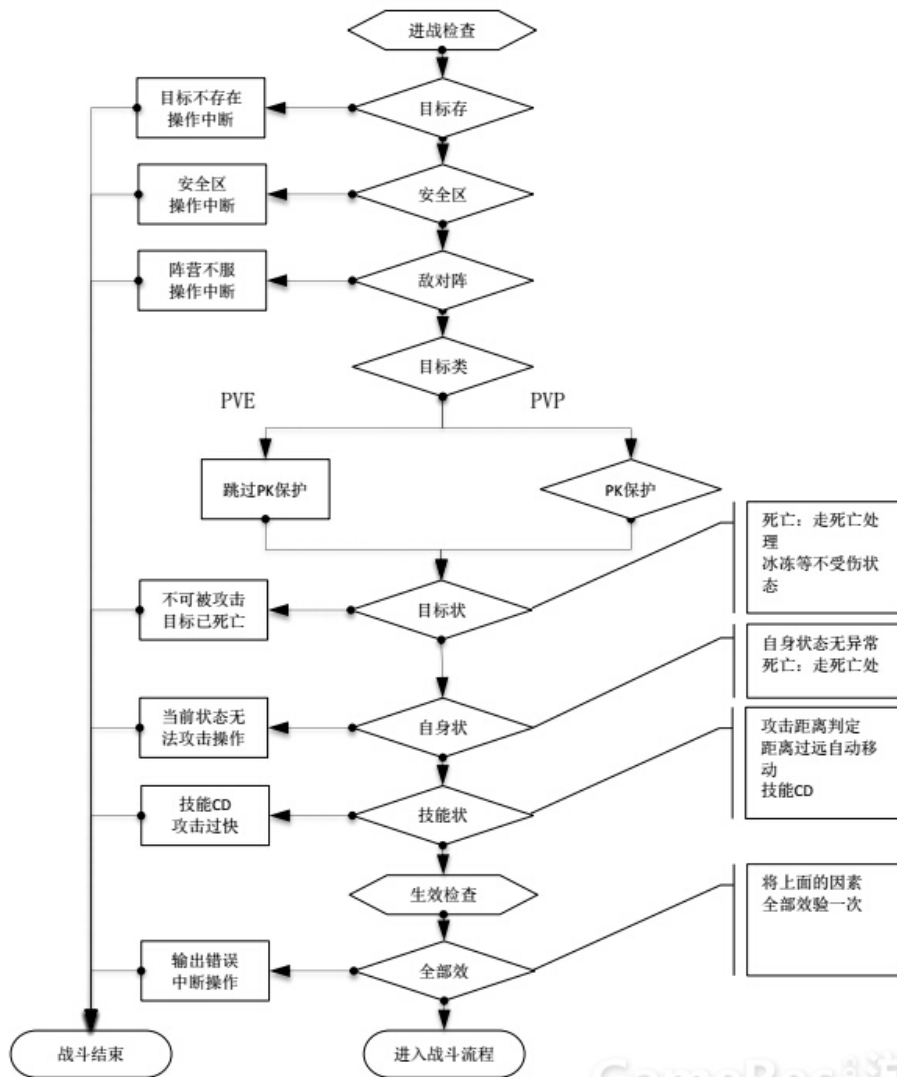 进战检查
目标不存在
操作中断
目标存
安全区
操作中断
安全区
阵营不服
操作中断
敌对阵
目标类
PVE
PVP
跳过PK保护
PK保护
死亡：走死亡处
理
冰冻等不受伤状
态
不可被攻击
目标已死亡
目标状
自身状态无异常
死亡：走死亡处
当前状态无
法攻击操作
自身状
攻击距离判定
距离过远自动移
动
技能CD
技能CD
攻击过快
技能状
生效检查
将上面的因素
全部效验一次
输出错误
中断操作
全部效
战斗结束
进入战斗流程